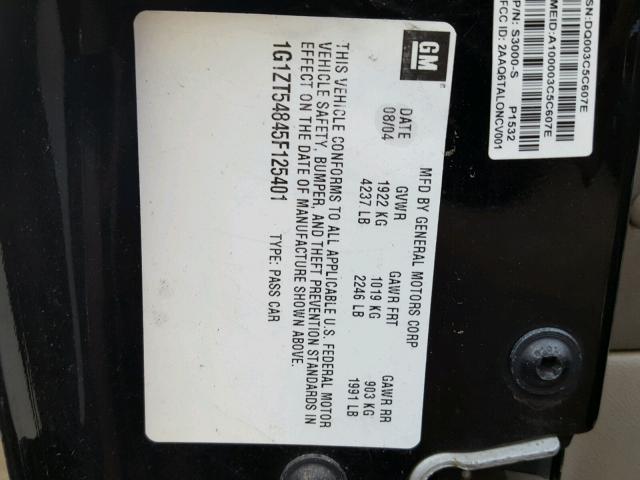 GM
MFD BY GENERAL MOTORS CORP
DATE GVWR GAWR FRT GAWR RR
08/04 1922 KG 1019 KG 903 KG
4237 LB 2246 LB 1991 LB
THIS VEHICLE CONFORMS TO ALL APPLICABLE U.S. FEDERAL MOTOR
VEHICLE SAFETY, BUMPER, AND THEFT PREVENTION STANDARDS IN
EFFECT ON THE DATE OF MANUFACTURE SHOWN ABOVE.
1G1ZT54845F125401 TYPE: PASS CAR
SN:DQ003C5C607E
MEID:A100003C5C607E
P/N: S3000-S P1532
FCC ID: 2AAQ6TALONCV001